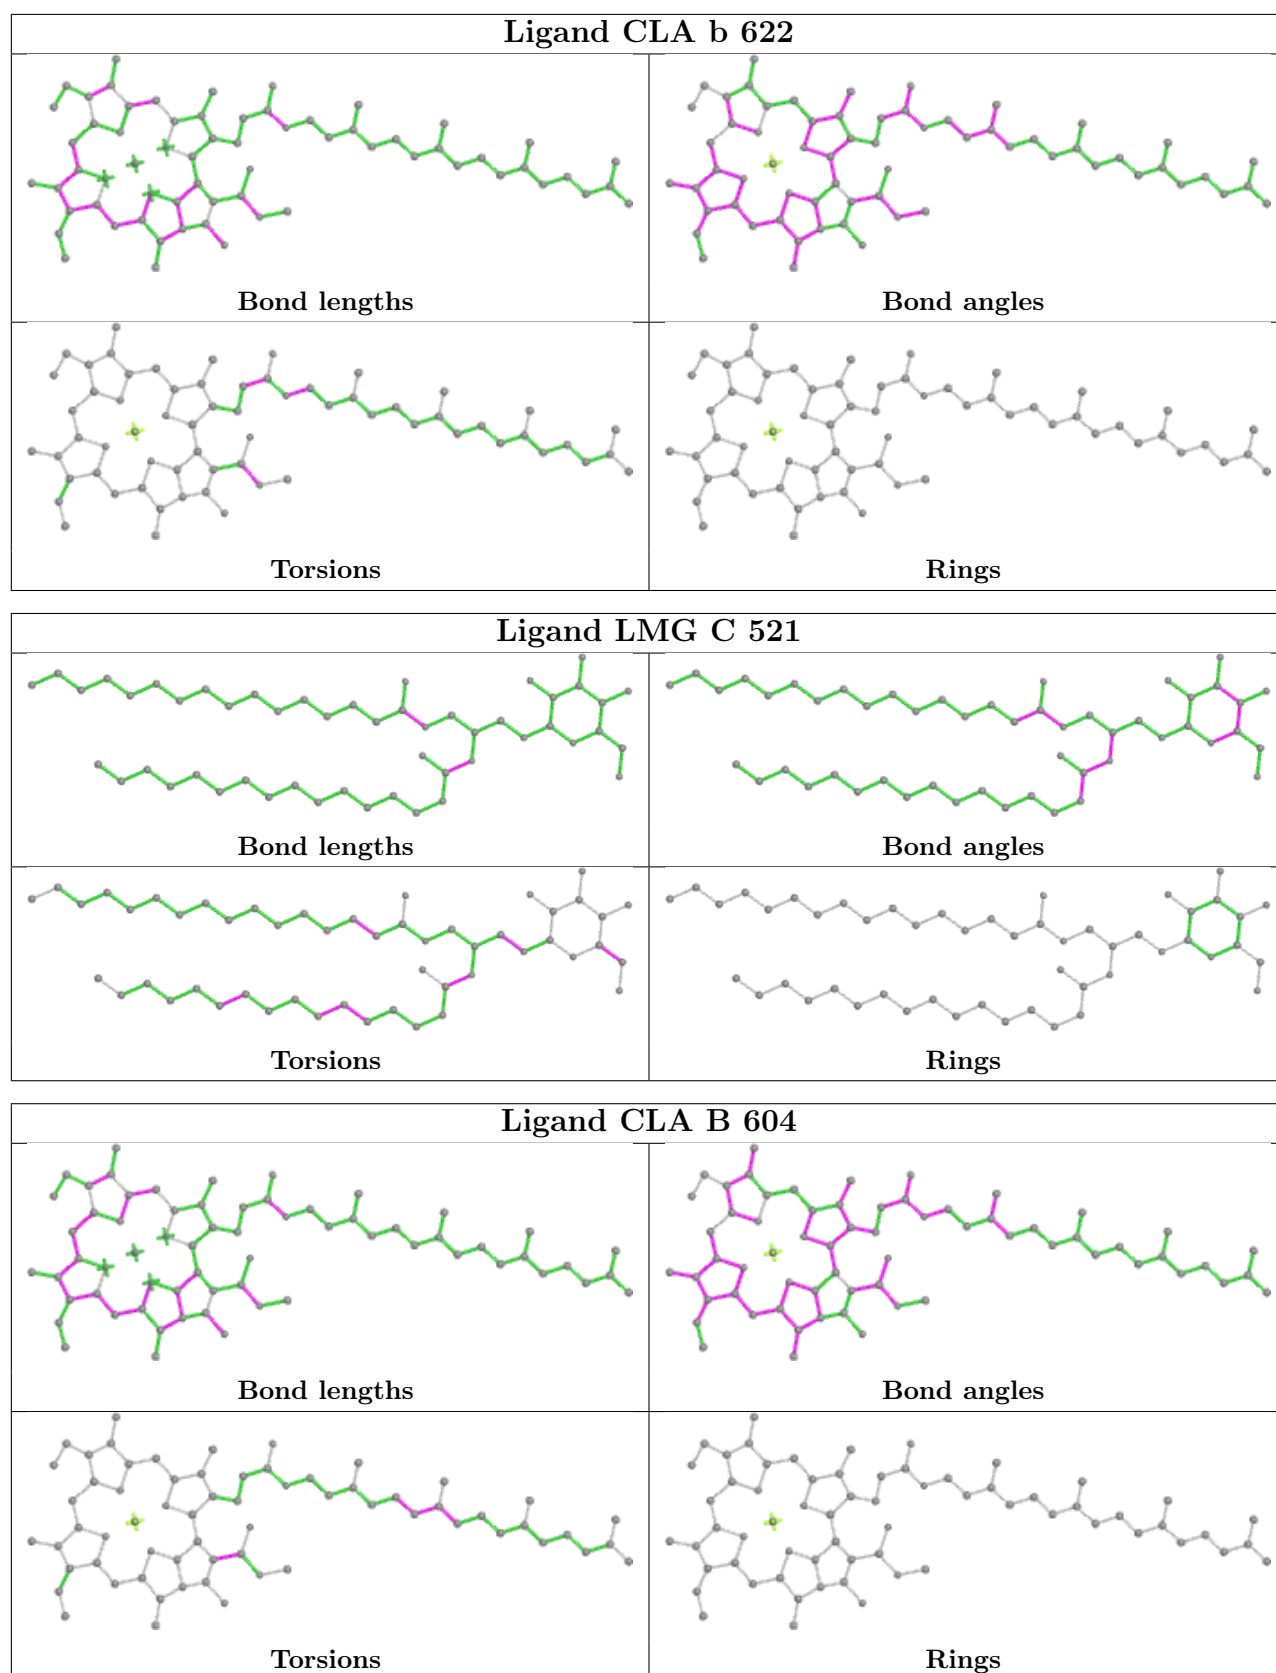 Ligand CLA b 622
Bond lengths
Bond angles
Torsions
Rings
Ligand LMG C 521
Bond lengths
Bond angles
Torsions
Rings
Ligand CLA B 604
Bond lengths
Bond angles
Torsions
Rings